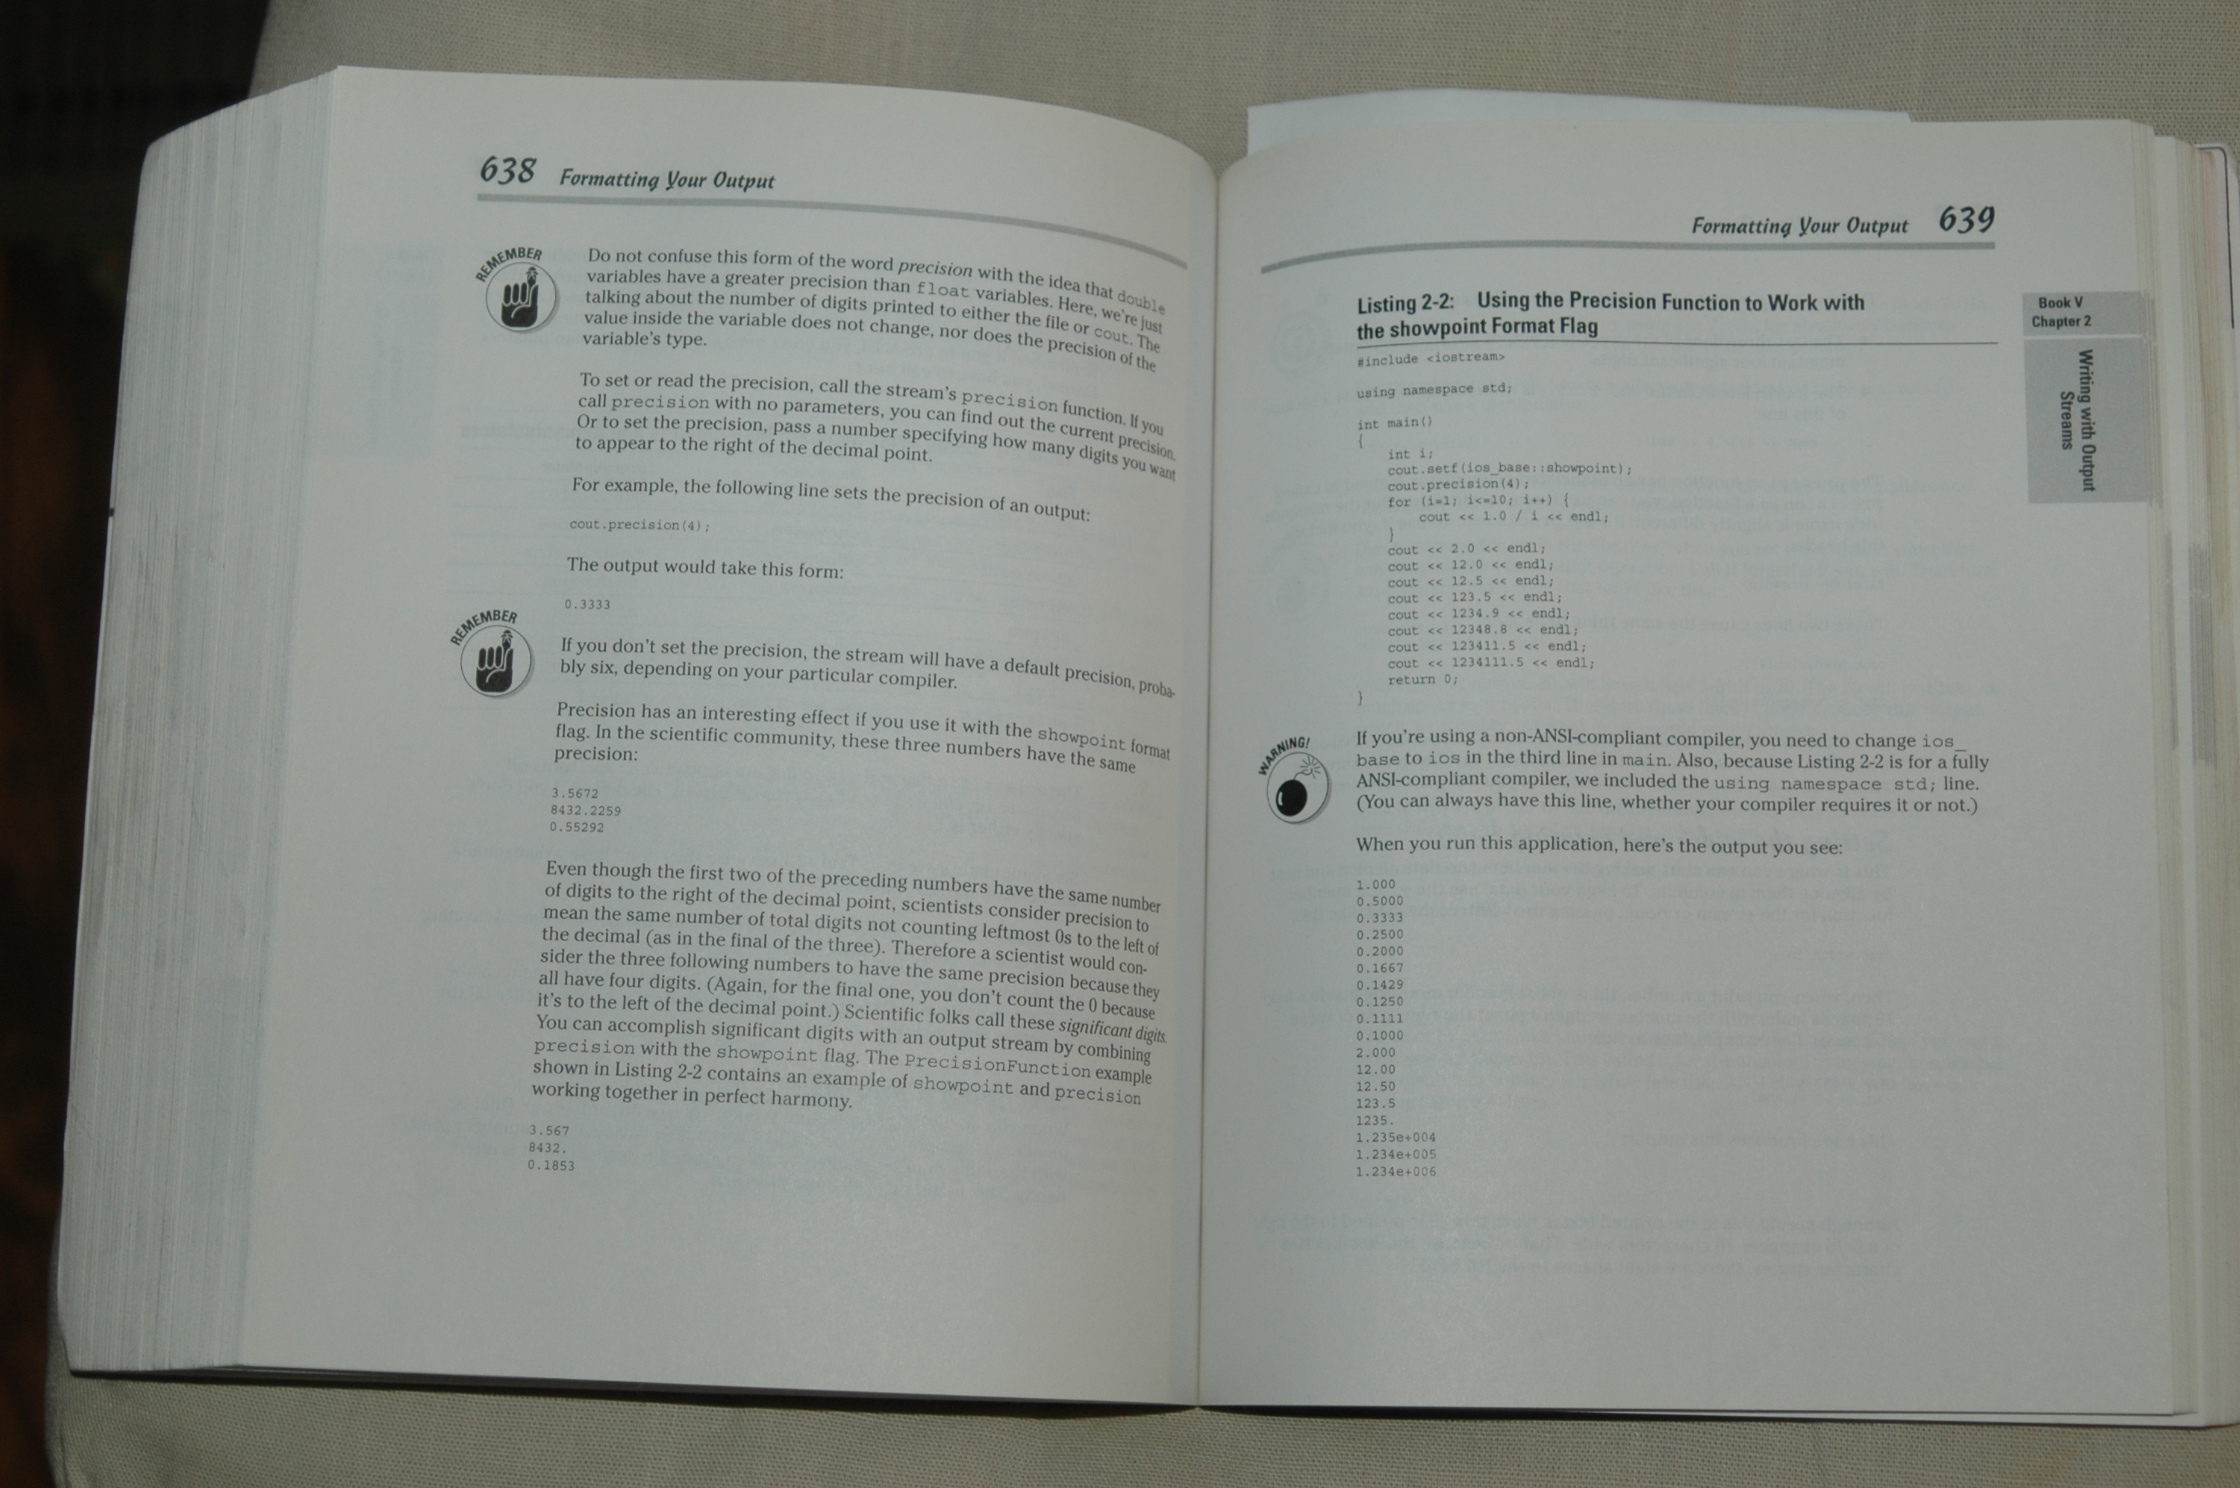 638 Formatting Your Output
REMEMBER
Do not confuse this form of the word precision with the idea that double
variables have a greater precision than float variables. Here, we're just
talking about the number of digits printed to either the file or cout. The
value inside the variable does not change, nor does the precision of the
variable's type.
To set or read the precision, call the stream's precision function. If you
call precision with no parameters, you can find out the current precision.
Or to set the precision, pass a number specifying how many digits you want
to appear to the right of the decimal point.
For example, the following line sets the precision of an output:
cout.precision(4);
The output would take this form:
0.3333
REMEMBER
If you don't set the precision, the stream will have a default precision, proba-
bly six, depending on your particular compiler.
Precision has an interesting effect if you use it with the showpoint format
flag. In the scientific community, these three numbers have the same
precision:
3.5672
8432.2259
0.55292
Even though the first two of the preceding numbers have the same number
of digits to the right of the decimal point, scientists consider precision to
mean the same number of total digits not counting leftmost 0s to the left of
the decimal (as in the final of the three). Therefore a scientist would con-
sider the three following numbers to have the same precision because they
all have four digits. (Again, for the final one, you don't count the 0 because
it's to the left of the decimal point.) Scientific folks call these significant digits.
You can accomplish significant digits with an output stream by combining
precision with the showpoint flag. The PrecisionFunction example
shown in Listing 2-2 contains an example of showpoint and precision
working together in perfect harmony.
3.567
8432.
0.1853
Formatting Your Output 639
Listing 2-2: Using the Precision Function to Work with
the showpoint Format Flag
#include <iostream>
using namespace std;
int main()
{
int i;
cout.setf(ios_base::showpoint);
cout.precision(4);
for (i=1; i<=10; i++) {
cout << 1.0 / i << endl;
}
cout << 2.0 << endl;
cout << 12.0 << endl;
cout << 12.5 << endl;
cout << 123.5 << endl;
cout << 1234.9 << endl;
cout << 12348.8 << endl;
cout << 123411.5 << endl;
cout << 1234111.5 << endl;
return 0;
}
WARNING!
If you're using a non-ANSI-compliant compiler, you need to change ios_
base to ios in the third line in main. Also, because Listing 2-2 is for a fully
ANSI-compliant compiler, we included the using namespace std; line.
(You can always have this line, whether your compiler requires it or not.)
When you run this application, here's the output you see:
1.000
0.5000
0.3333
0.2500
0.2000
0.1667
0.1429
0.1250
0.1111
0.1000
2.000
12.00
12.50
123.5
1235.
1.235e+004
1.234e+005
1.234e+006
Book V
Chapter 2
Writing with Output
Streams